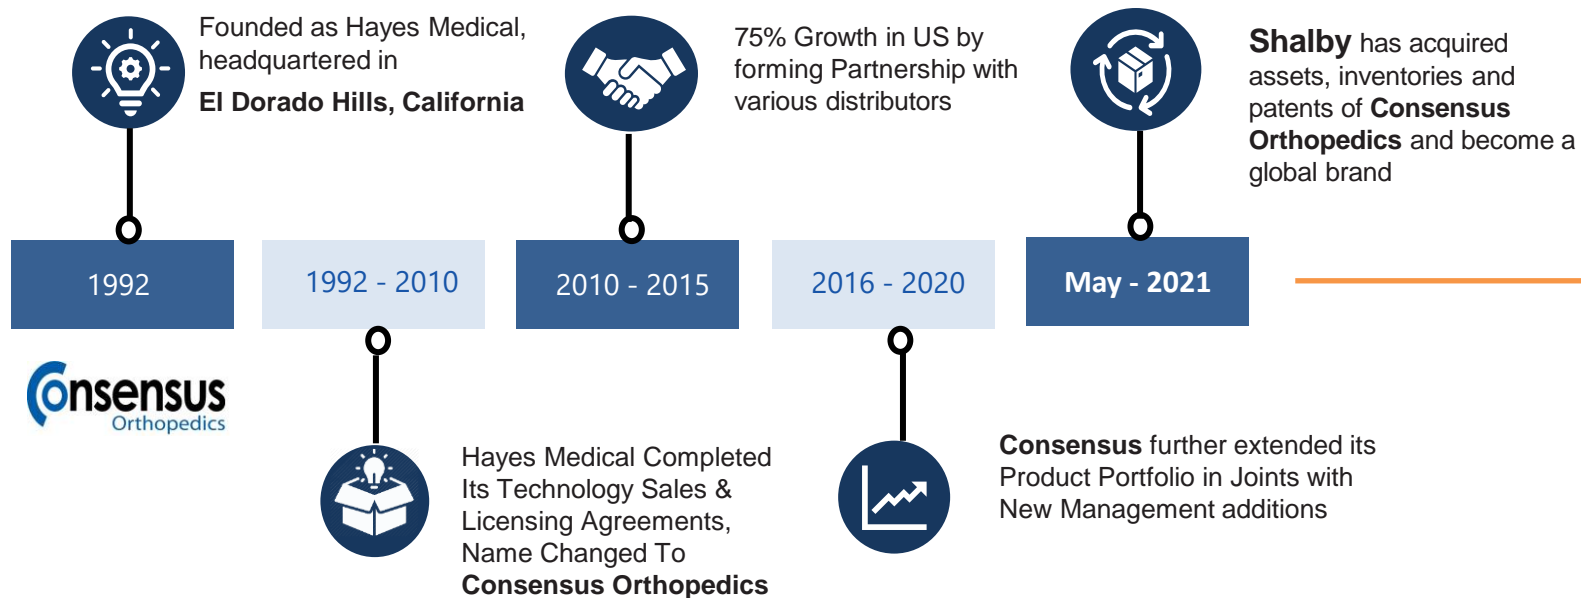 Founded as Hayes Medical,
headquartered in
El Dorado Hills, California
75% Growth in US by
forming Partnership with
various distributors
Shalby has acquired
assets, inventories and
patents of Consensus
Orthopedics and become a
global brand
1992
1992 - 2010
2010 - 2015
2016 - 2020
May - 2021
Consensus
Orthopedics
Hayes Medical Completed
Its Technology Sales &
Licensing Agreements,
Name Changed To
Consensus Orthopedics
Consensus further extended its
Product Portfolio in Joints with
New Management additions